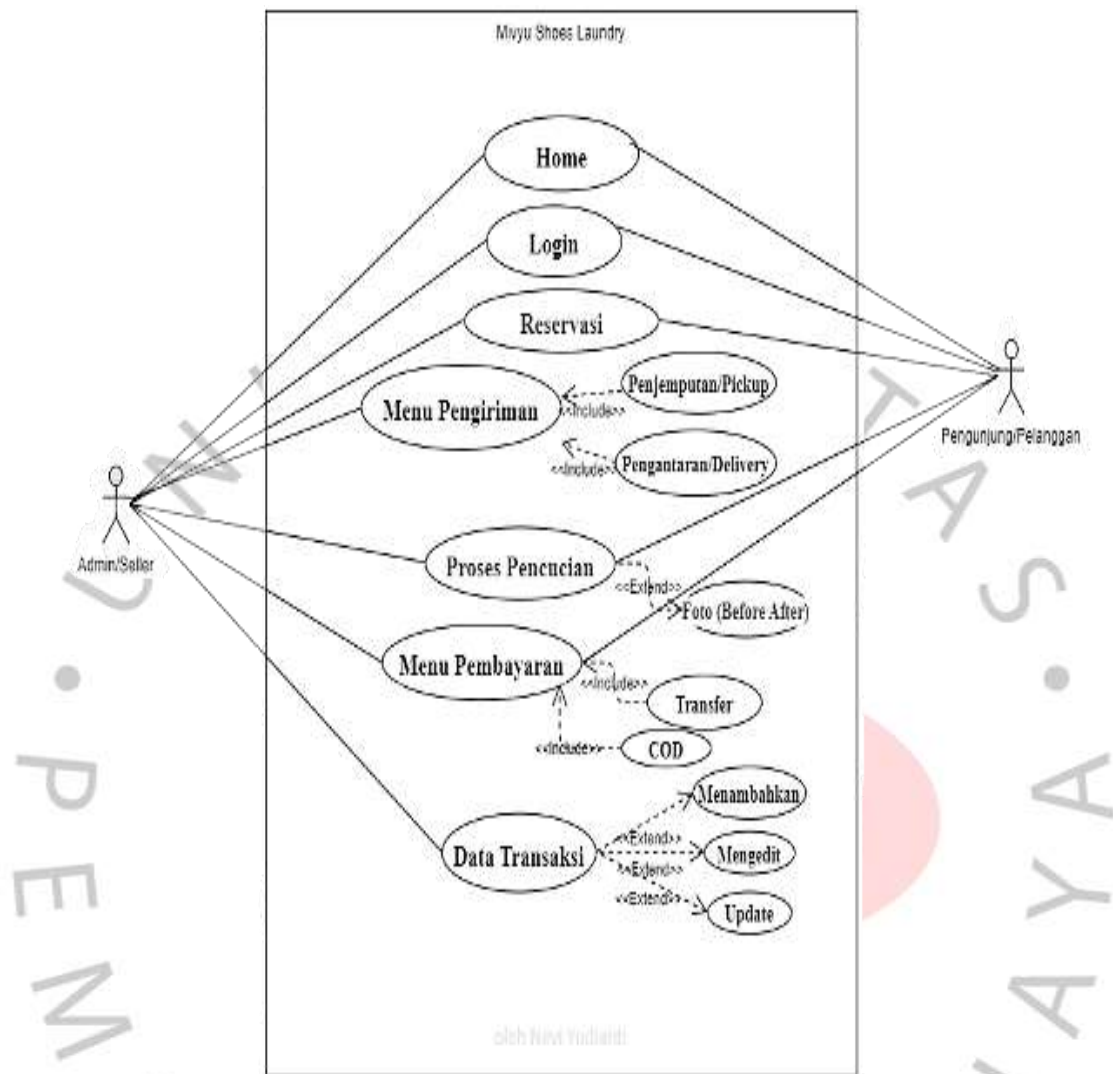 Mivyu Shoes Laundry
Home
Login
Reservasi
Penjemputan/Pickup
Menu Pengiriman
<<Include>>
Pengunjung/Pelanggan
Pengantaran/Delivery
<<Include>>
Admin/Seller
Proses Pencucian
<<Extend>>
Foto (Before After)
Menu Pembayaran
<<Include>>
Transfer
<<Include>>
COD
Menambahkan
<<Extend>>
Data Transaksi
Mengedit
<<Extend>>
<<Extend>>
Update